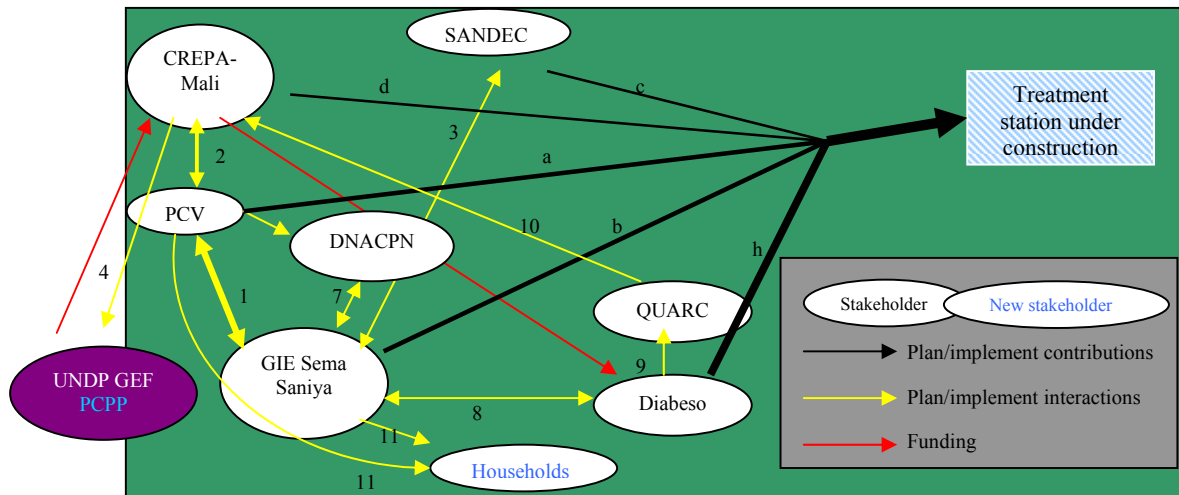 SANDEC
CREPA-
Mali
d
c
3
Treatment
station under
construction
2
a
PCV
DNACPN
10
b
h
4
1
7
QUARC
Stakeholder
New stakeholder
GIE Sema
Saniya
9
Plan/implement contributions
UNDP GEF
PCPP
8
Diabeso
Plan/implement interactions
11
Funding
Households
11